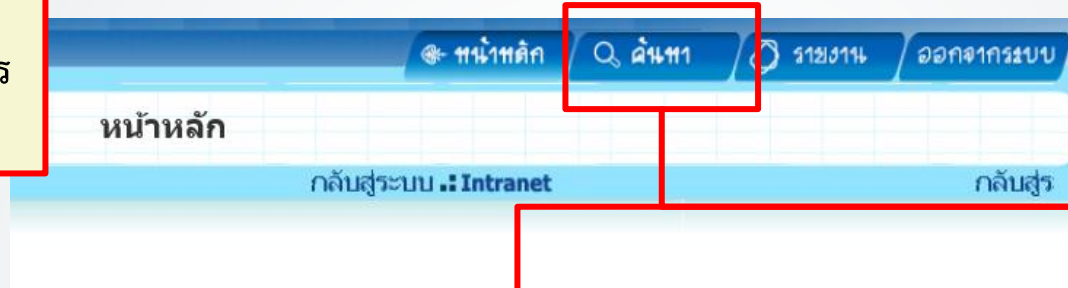 ร
หน้าหลัก ค้นหา รายงาน ออกจากระบบ
หน้าหลัก
กลับสู่ระบบ .: Intranet กลับสู่ร